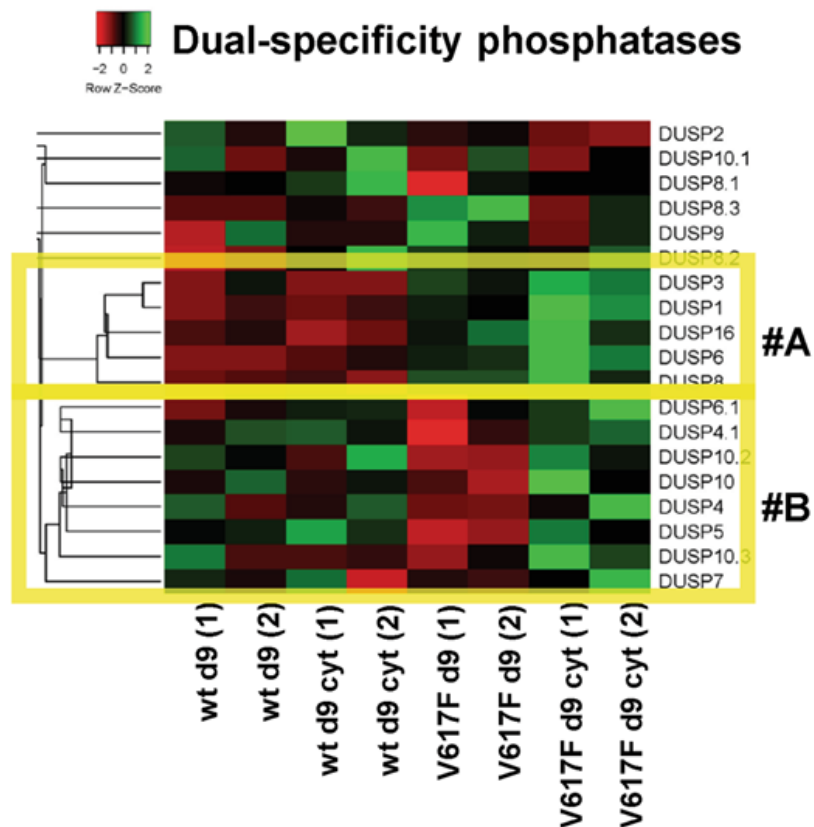 Dual-specificity phosphatases
−2 0 2
Row Z−Score
DUSP2
DUSP10.1
DUSP8.1
DUSP8.3
DUSP9
DUSP8.2
DUSP3
DUSP1
DUSP16
DUSP6
DUSP8
#A
DUSP6.1
DUSP4.1
DUSP10.2
DUSP10
DUSP4
DUSP5
DUSP10.3
DUSP7
#B
wt d9 (1)
wt d9 (2)
wt d9 cyt (1)
wt d9 cyt (2)
V617F d9 (1)
V617F d9 (2)
V617F d9 cyt (1)
V617F d9 cyt (2)